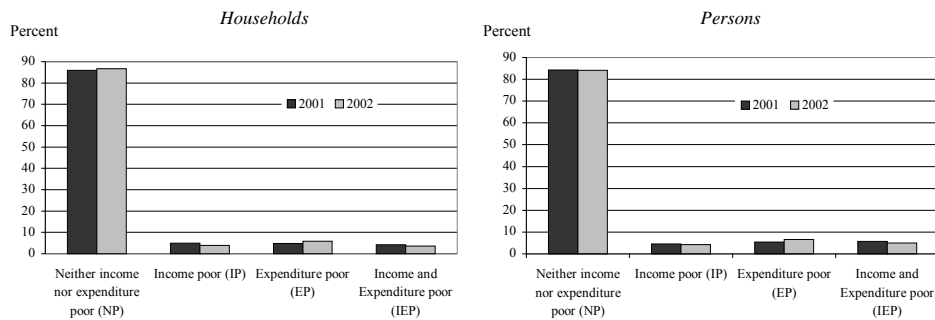 Households
Percent
90
80
70
60
50
40
30
20
10
0
2001 2002
Neither income
nor expenditure
poor (NP)
Income poor (IP)
Expenditure poor
(EP)
Income and
Expenditure poor
(IEP)
Persons
Percent
90
80
70
60
50
40
30
20
10
0
2001 2002
Neither income
nor expenditure
poor (NP)
Income poor (IP)
Expenditure poor
(EP)
Income and
Expenditure poor
(IEP)